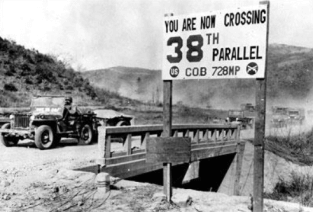 YOU ARE NOW CROSSING
38TH
PARALLEL
US COB 728MP